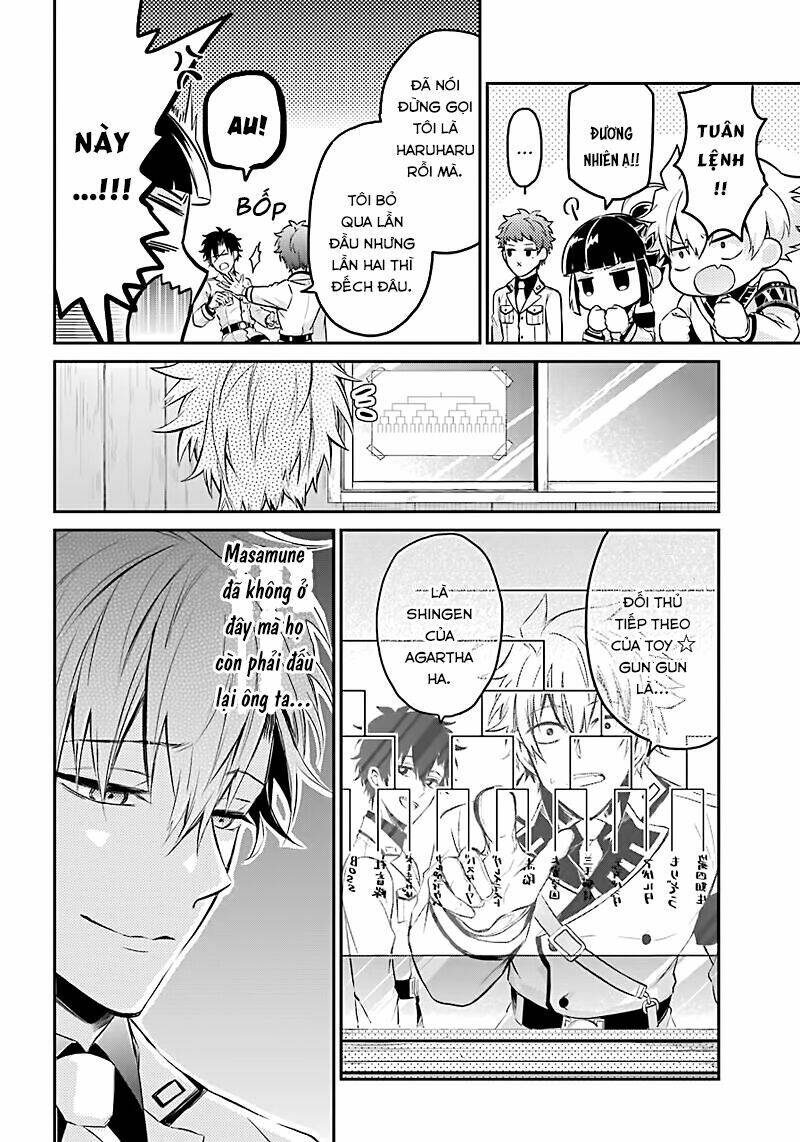 TUÂN
LỆNH
!!
ĐƯƠNG
NHIÊN Ạ!!
...
ĐÃ NÓI
ĐỪNG GỌI
TÔI LÀ
HARUHARU
RỒI MÀ.
TÔI BỎ
QUA LẦN
ĐẦU NHƯNG
LẦN HAI THÌ
ĐẾCH ĐÂU.
AU!
BỐP
NÀY
...!!!
ĐỐI THỦ
TIẾP THEO
CỦA TOY ☆
GUN GUN
LÀ...
LÀ
SHINGEN
CỦA
AGARTHA
HA.
Masamune
đã không ở
đây mà họ
còn phải đấu
lại ông ta...